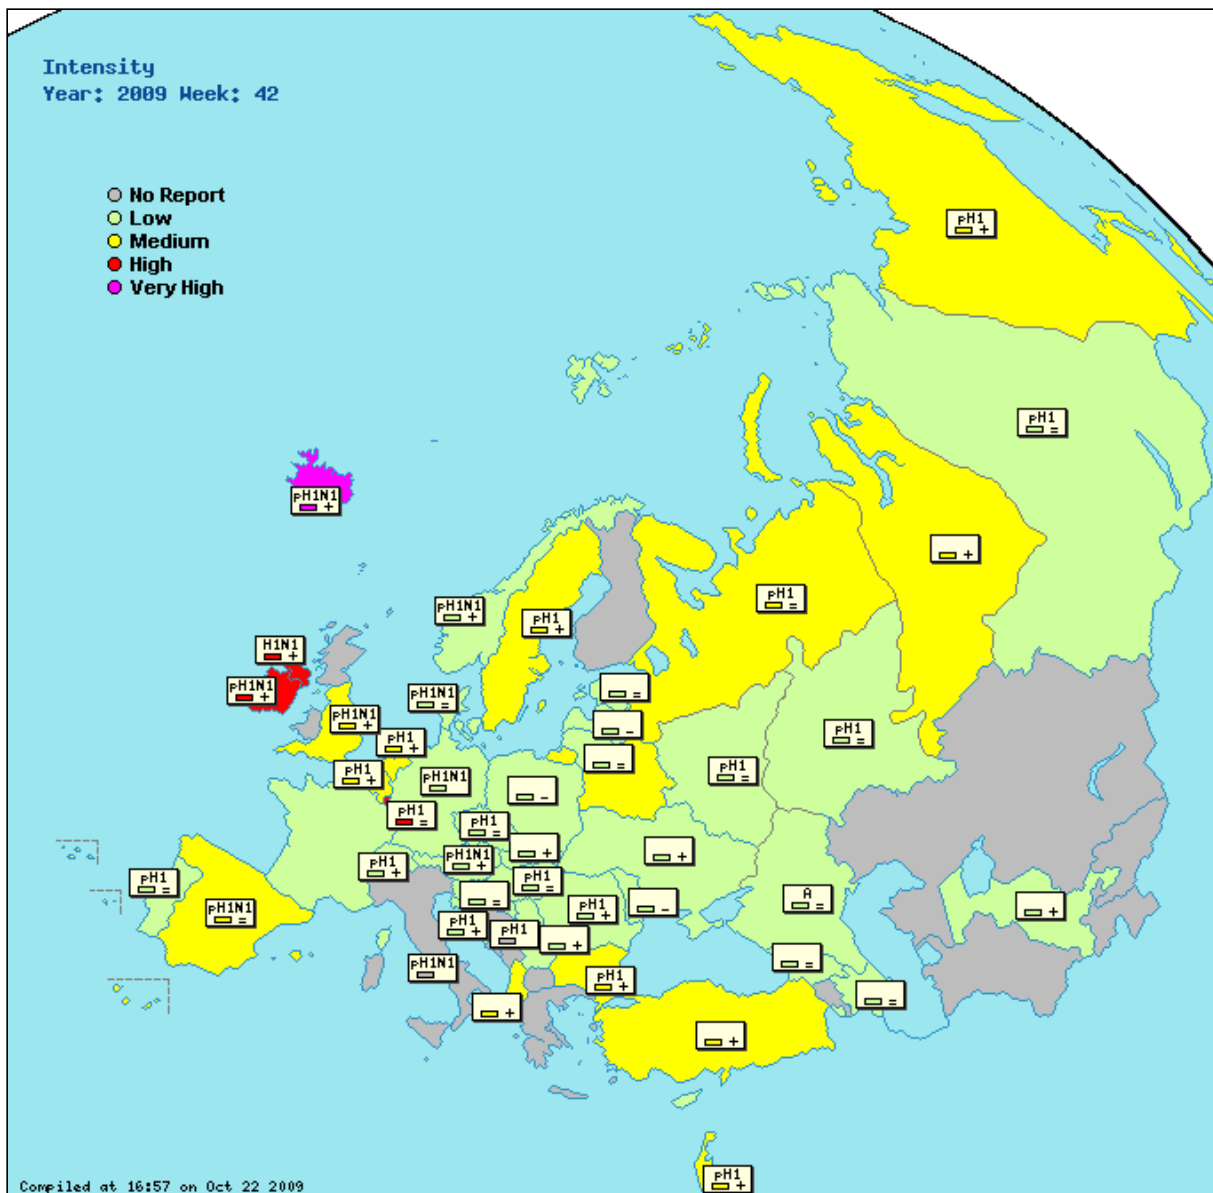 Intensity
Year: 2009 Week: 42
No Report
Low
Medium
High
Very High
pH1
+
pH1
=
pH1N1
+
+
pH1
=
pH1N1
+
pH1
+
H1N1
+
pH1N1
+
=
pH1N1
=
pH1N1
+
-
pH1
=
pH1
+
=
pH1
=
pH1
+
pH1N1
-
pH1
=
pH1
=
+
+
pH1N1
+
pH1
+
pH1
=
pH1
=
=
A
=
-
+
pH1N1
=
pH1
+
pH1
+
pH1
+
=
pH1N1
pH1
+
=
+
+
pH1
+
Compiled at 16:57 on Oct 22 2009